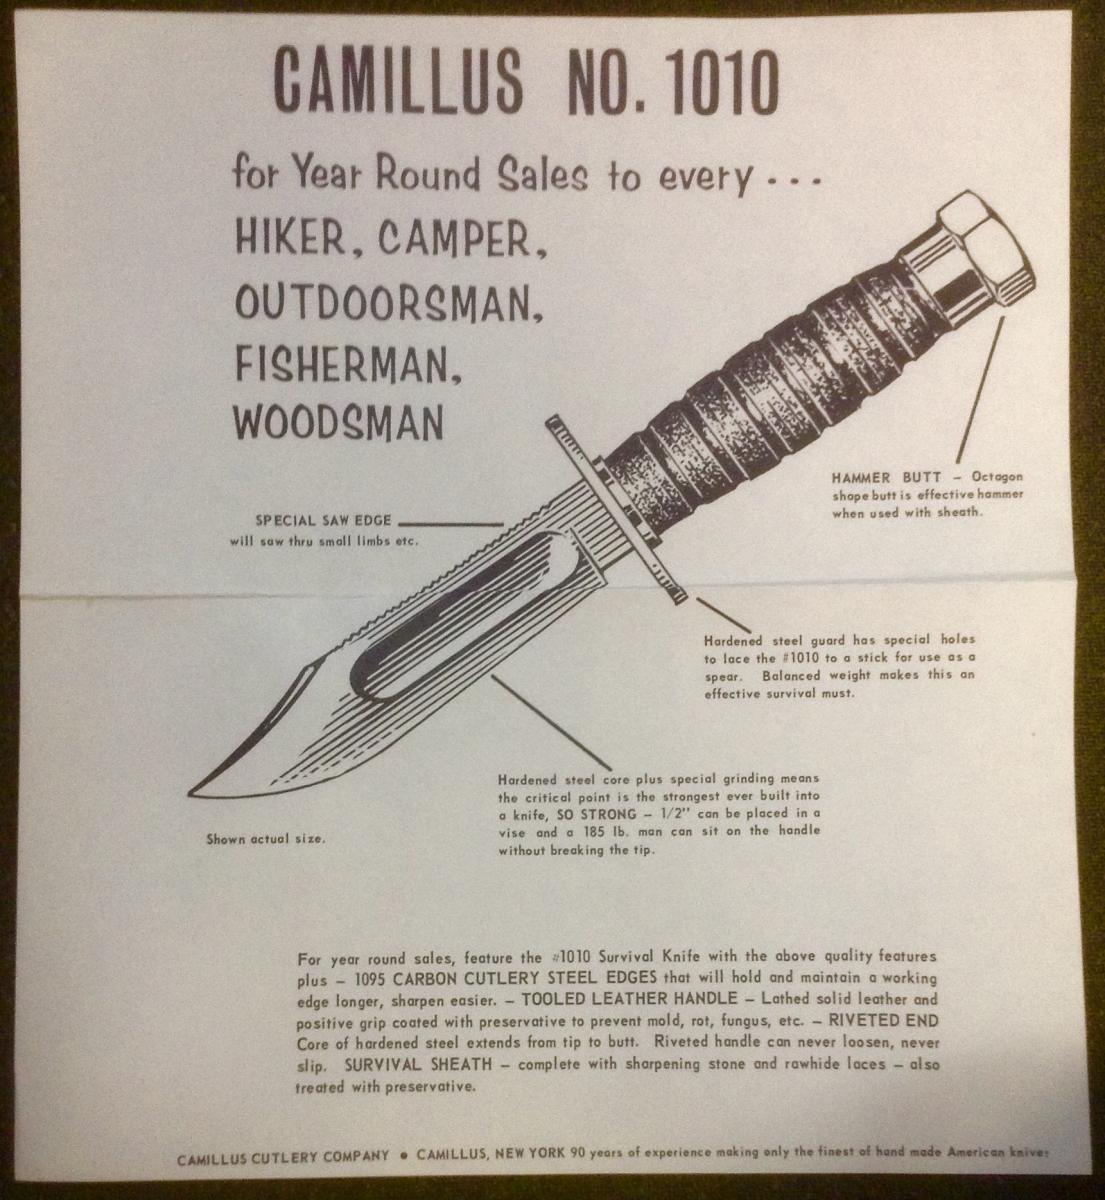 CAMILLUS NO. 1010
for Year Round Sales to every ...
HIKER, CAMPER,
OUTDOORSMAN,
FISHERMAN,
WOODSMAN
HAMMER BUTT – Octagon
shape butt is effective hammer
when used with sheath.
SPECIAL SAW EDGE
will saw thru small limbs etc.
Hardened steel guard has special holes
to lace the #1010 to a stick for use as a
spear. Balanced weight makes this an
effective survival must.
Hardened steel core plus special grinding means
the critical point is the strongest ever built into
a knife, SO STRONG – 1/2" can be placed in a
vise and a 185 lb. man can sit on the handle
without breaking the tip.
Shown actual size.
For year round sales, feature the #1010 Survival Knife with the above quality features
plus – 1095 CARBON CUTLERY STEEL EDGES that will hold and maintain a working
edge longer, sharpen easier. – TOOLED LEATHER HANDLE – Lathed solid leather and
positive grip coated with preservative to prevent mold, rot, fungus, etc. – RIVETED END
Core of hardened steel extends from tip to butt. Riveted handle can never loosen, never
slip. SURVIVAL SHEATH – complete with sharpening stone and rawhide laces – also
treated with preservative.
CAMILLUS CUTLERY COMPANY • CAMILLUS, NEW YORK 90 years of experience making only the finest of hand made American knives